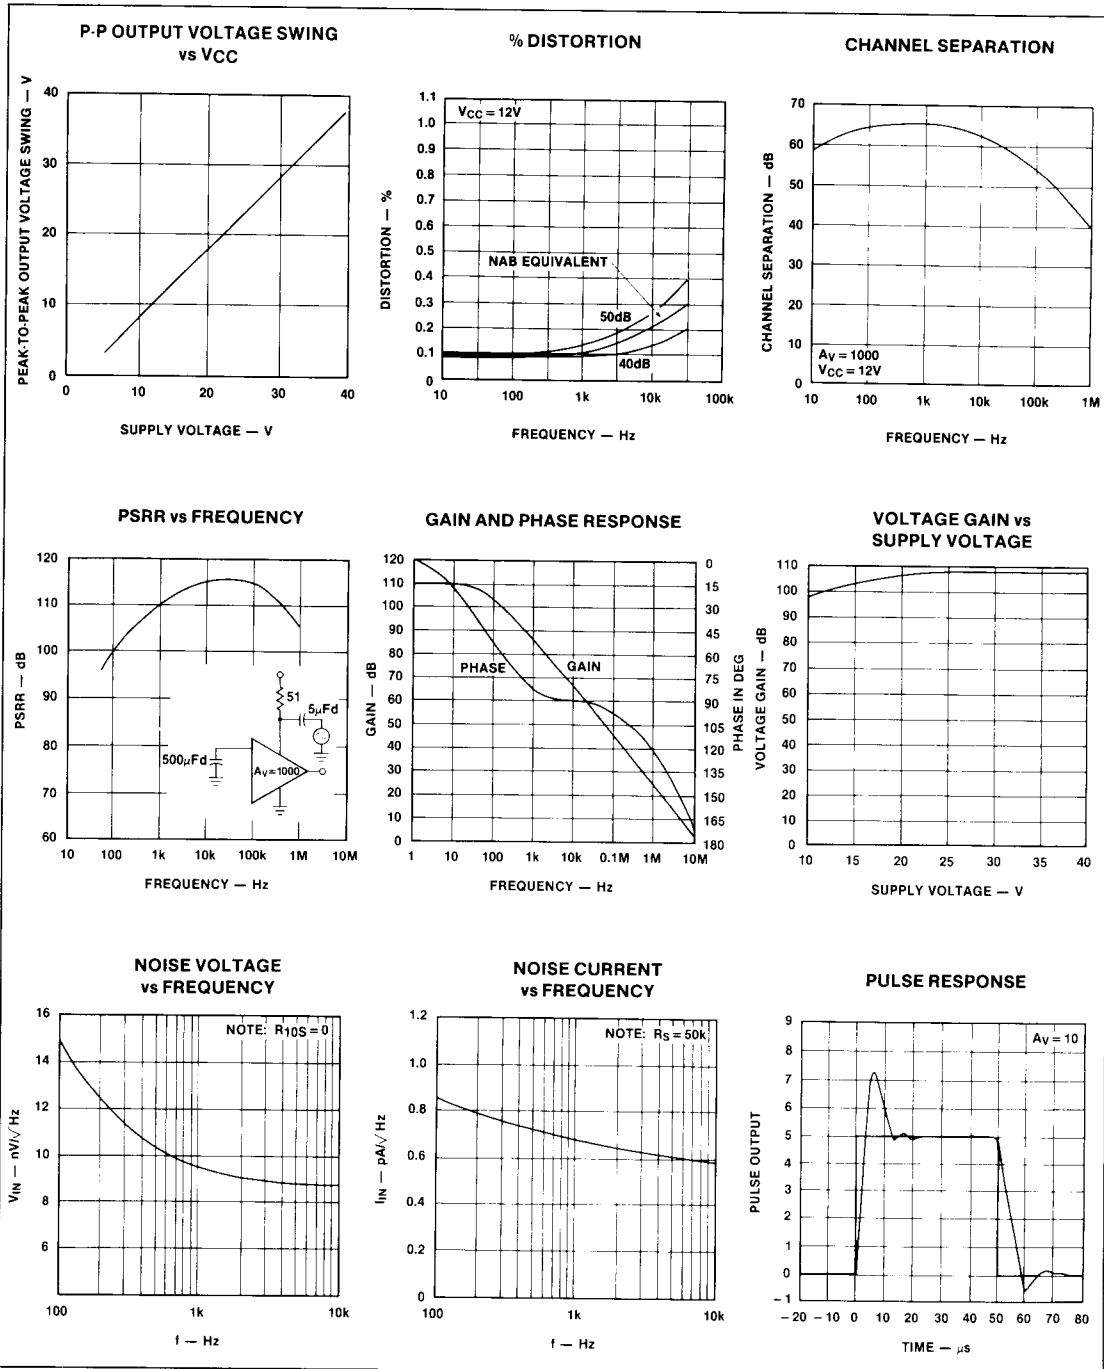 P-P OUTPUT VOLTAGE SWING
vs VCC
PEAK-TO-PEAK OUTPUT VOLTAGE SWING — V
40
30
20
10
0
0 10 20 30 40
SUPPLY VOLTAGE — V
% DISTORTION
VCC = 12V
DISTORTION — %
1.1
1.0
0.9
0.8
0.7
0.6
0.5
0.4
0.3
0.2
0.1
0
NAB EQUIVALENT
50dB
40dB
10 100 1k 10k 100k
FREQUENCY — Hz
CHANNEL SEPARATION
CHANNEL SEPARATION — dB
70
60
50
40
30
20
10
0
AV = 1000
VCC = 12V
10 100 1k 10k 100k 1M
FREQUENCY — Hz
PSRR vs FREQUENCY
PSRR — dB
120
110
100
90
80
70
60
51
5µFd
500µFd
AV = 1000
10 100 1k 10k 100k 1M 10M
FREQUENCY — Hz
GAIN AND PHASE RESPONSE
GAIN — dB
120
110
100
90
80
70
60
50
40
30
20
10
0
PHASE
GAIN
0
15
30
45
60
75
90
105
120
135
150
165
180
PHASE IN DEG
1 10 100 1k 10k 0.1M 1M 10M
FREQUENCY — Hz
VOLTAGE GAIN vs
SUPPLY VOLTAGE
VOLTAGE GAIN — dB
110
100
90
80
70
60
50
40
30
20
10
0
10 15 20 25 30 35 40
SUPPLY VOLTAGE — V
NOISE VOLTAGE
vs FREQUENCY
VIN — nV/√Hz
16
14
12
10
8
6
NOTE: R10S = 0
100 1k 10k
f — Hz
NOISE CURRENT
vs FREQUENCY
IIN — pA/√Hz
1.2
1.0
0.8
0.6
0.4
0.2
0
NOTE: RS = 50k
100 1k 10k
f — Hz
PULSE RESPONSE
PULSE OUTPUT
9
8
7
6
5
4
3
2
1
0
-1
AV = 10
-20 -10 0 10 20 30 40 50 60 70 80
TIME — µs